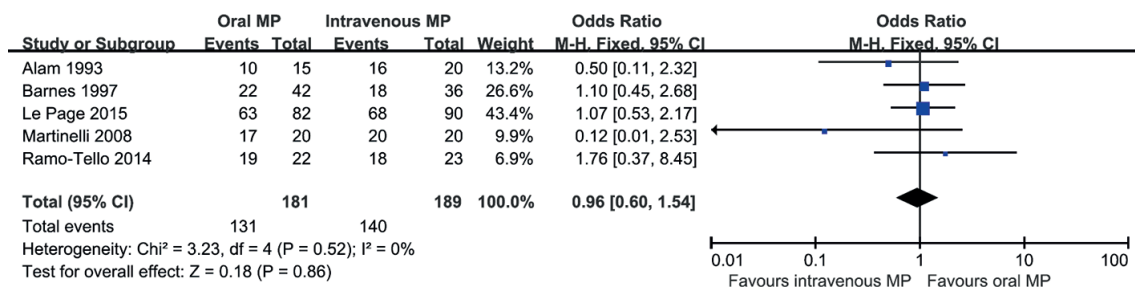 Oral MP Intravenous MP Odds Ratio Odds Ratio
Study or Subgroup Events Total Events Total Weight M-H. Fixed. 95% CI M-H. Fixed. 95% CI
Alam 1993 10 15 16 20 13.2% 0.50 [0.11, 2.32]
Barnes 1997 22 42 18 36 26.6% 1.10 [0.45, 2.68]
Le Page 2015 63 82 68 90 43.4% 1.07 [0.53, 2.17]
Martinelli 2008 17 20 20 20 9.9% 0.12 [0.01, 2.53]
Ramo-Tello 2014 19 22 18 23 6.9% 1.76 [0.37, 8.45]
Total (95% CI) 181 189 100.0% 0.96 [0.60, 1.54]
Total events 131 140
Heterogeneity: Chi² = 3.23, df = 4 (P = 0.52); I² = 0%
Test for overall effect: Z = 0.18 (P = 0.86)
0.01 0.1 1 10 100
Favours intravenous MP Favours oral MP